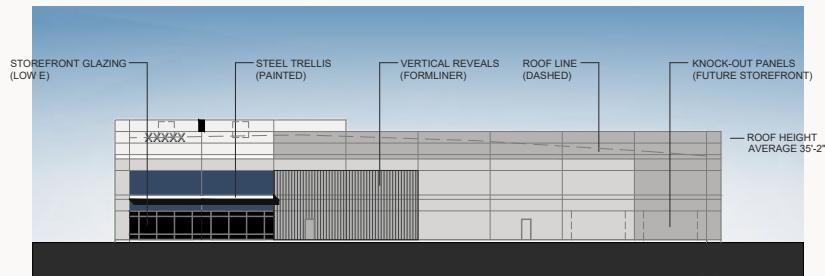 STOREFRONT GLAZING
(LOW E)
STEEL TRELLIS
(PAINTED)
VERTICAL REVEALS
(FORMLINER)
ROOF LINE
(DASHED)
KNOCK-OUT PANELS
(FUTURE STOREFRONT)
XXXXX
ROOF HEIGHT
AVERAGE 35'-2"